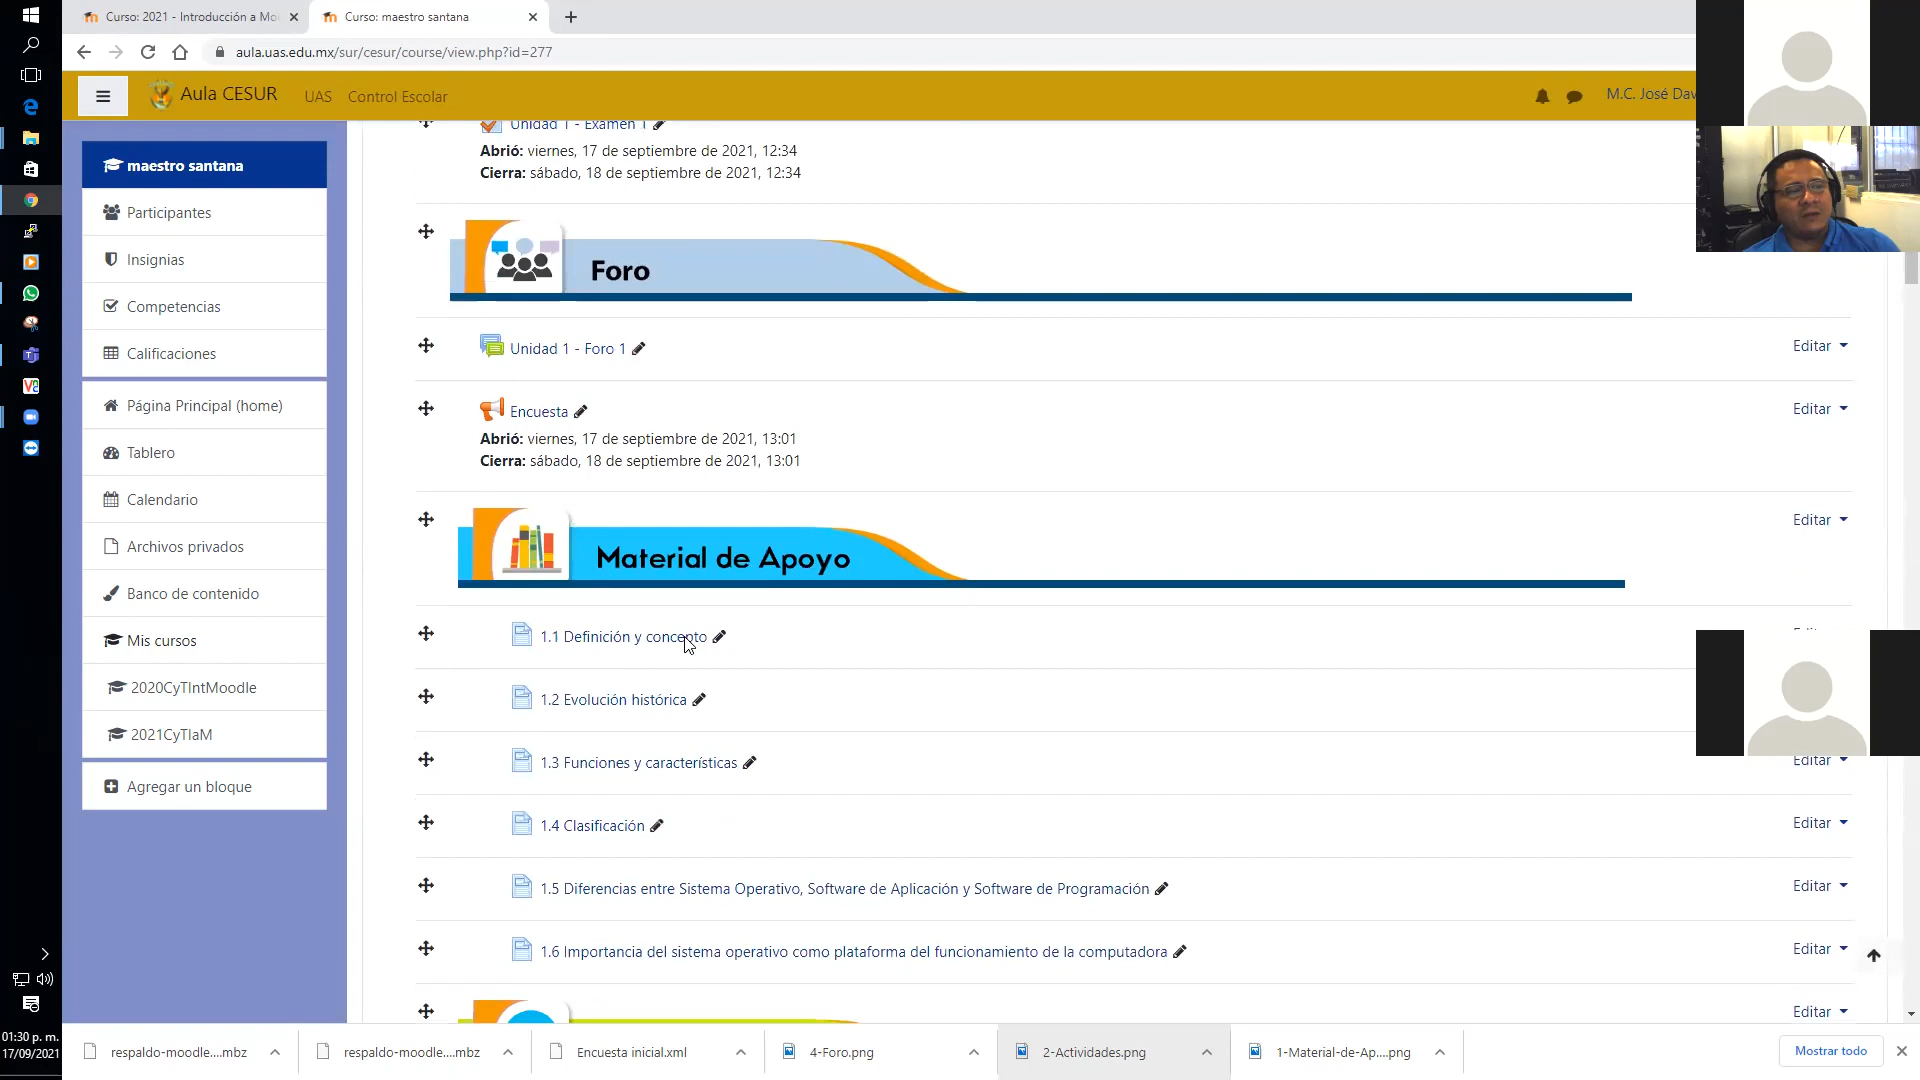 Curso: 2021 - Introducción a Mo
Curso: maestro santana
aula.uas.edu.mx/sur/cesur/course/view.php?id=277
Aula CESUR
UAS
Control Escolar
M.C. José Dav
maestro santana
Participantes
Insignias
Competencias
Calificaciones
Página Principal (home)
Tablero
Calendario
Archivos privados
Banco de contenido
Mis cursos
2020CyTIntMoodle
2021CyTIaM
Agregar un bloque
Unidad 1 - Examen 1
Abrió: viernes, 17 de septiembre de 2021, 12:34
Cierra: sábado, 18 de septiembre de 2021, 12:34
Foro
Unidad 1 - Foro 1
Editar
Encuesta
Editar
Abrió: viernes, 17 de septiembre de 2021, 13:01
Cierra: sábado, 18 de septiembre de 2021, 13:01
Editar
Material de Apoyo
1.1 Definición y concepto
1.2 Evolución histórica
1.3 Funciones y características
Editar
1.4 Clasificación
Editar
1.5 Diferencias entre Sistema Operativo, Software de Aplicación y Software de Programación
Editar
1.6 Importancia del sistema operativo como plataforma del funcionamiento de la computadora
Editar
Editar
01:30 p. m.
17/09/2021
respaldo-moodle....mbz
respaldo-moodle....mbz
Encuesta inicial.xml
4-Foro.png
2-Actividades.png
1-Material-de-Ap....png
Mostrar todo